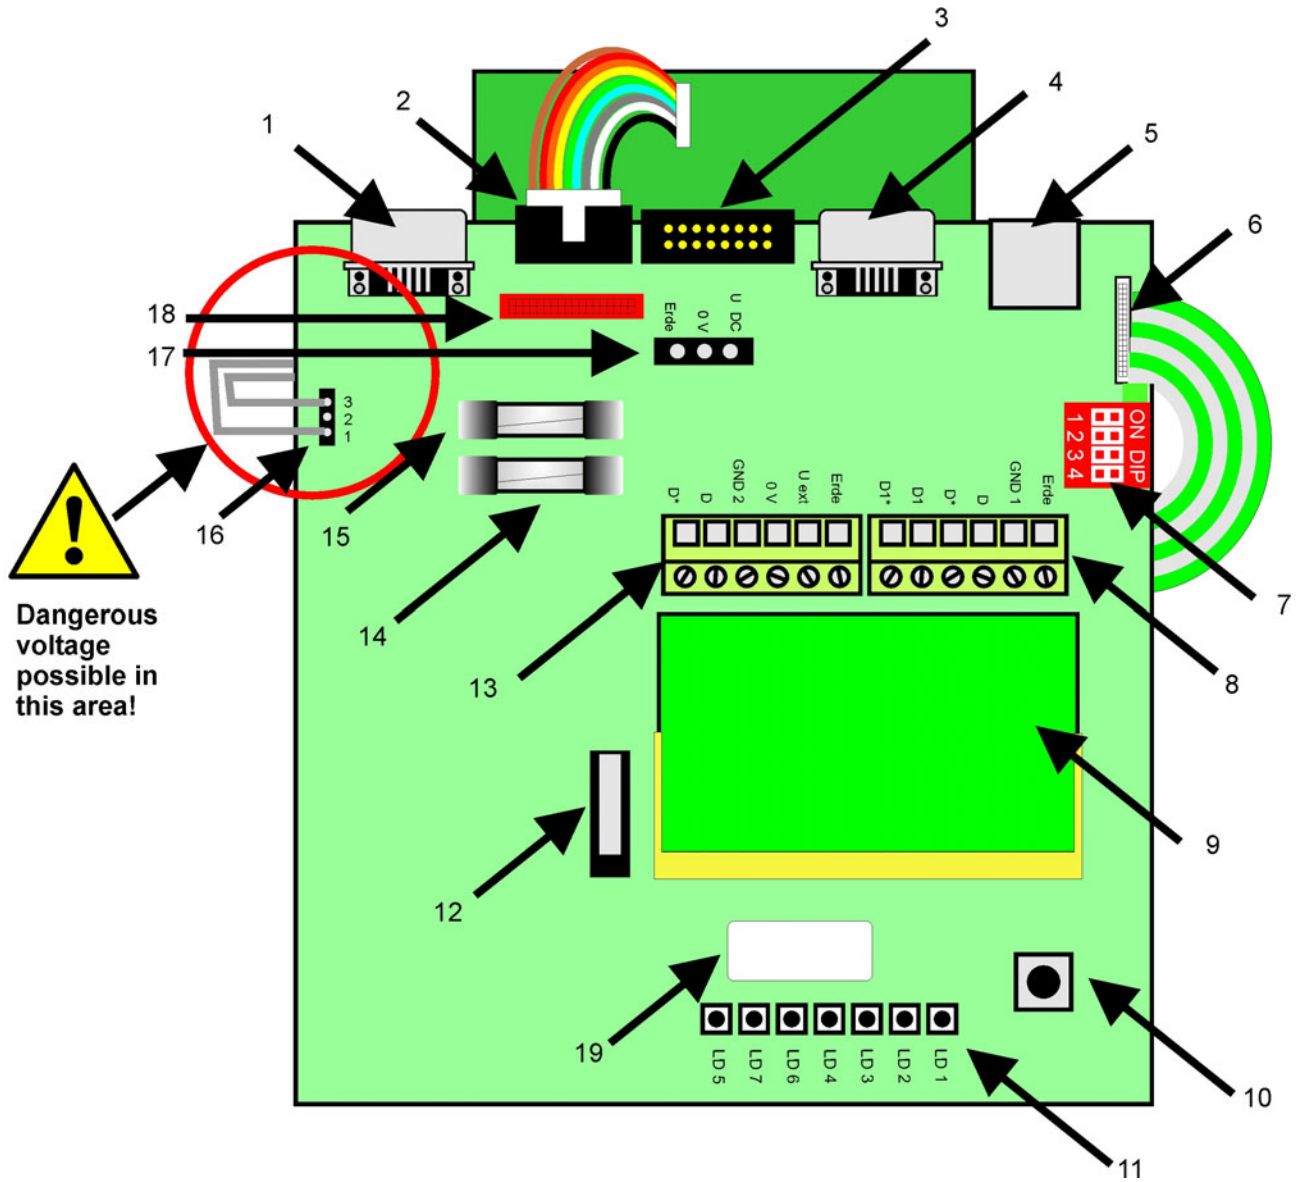 1
2
3
4
5
6
18
17
Erde
0 V
U DC
3
2
1
ON DIP
1 2 3 4
16
15
14
13
D*
D
GND 2
0 V
U ext
Erde
D1*
D1
D*
D
GND 1
Erde
7
8
Dangerous
voltage
possible in
this area!
9
12
19
10
11
LD 5
LD 7
LD 6
LD 4
LD 3
LD 2
LD 1